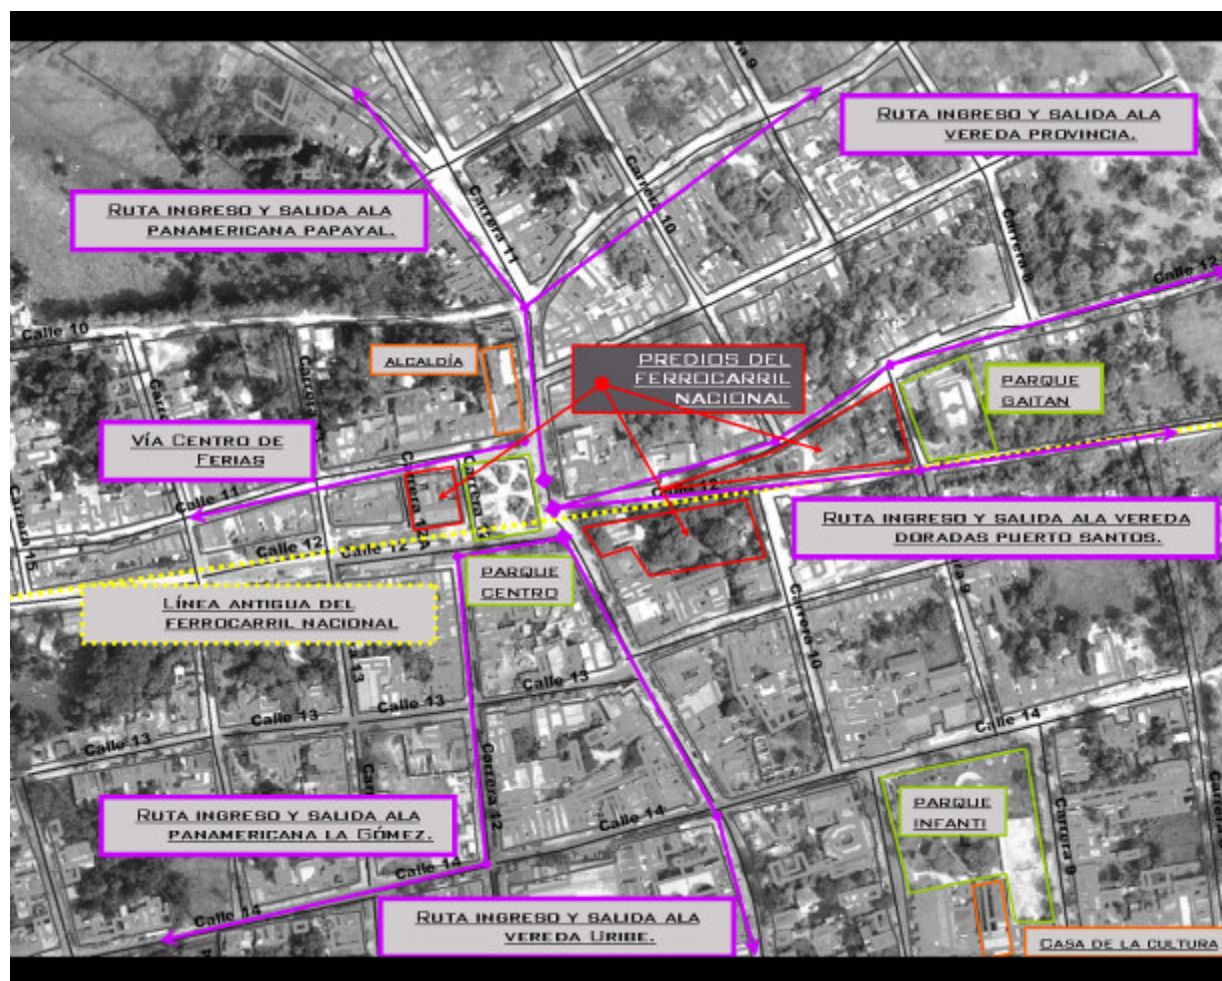 RUTA INGRESO Y SALIDA ALA
VEREDA PROVINCIA.
RUTA INGRESO Y SALIDA ALA
PANAMERICANA PAPAYAL.
Carrera 11
Carrera 10
Carrera 8
Calle 12
Calle 10
ALCALDÍA
PREDIOS DEL
FERROCARRIL
NACIONAL
PARQUE
GAITAN
VÍA CENTRO DE
FERIAS
Calle 11
Calle 12
Carrera 15
Calle 12
Calle 12
RUTA INGRESO Y SALIDA ALA VEREDA
DORADAS PUERTO SANTOS.
PARQUE
CENTRO
LÍNEA ANTIGUA DEL
FERROCARRIL NACIONAL
Carrera 10
Calle 13
Calle 13
Calle 13
Calle 14
Carrera 12
RUTA INGRESO Y SALIDA ALA
PANAMERICANA LA GÓMEZ.
PARQUE
INFANTI
Calle 14
Calle 14
Carrera 9
Calle 14
RUTA INGRESO Y SALIDA ALA
VEREDA URIBE.
CASA DE LA CULTURA